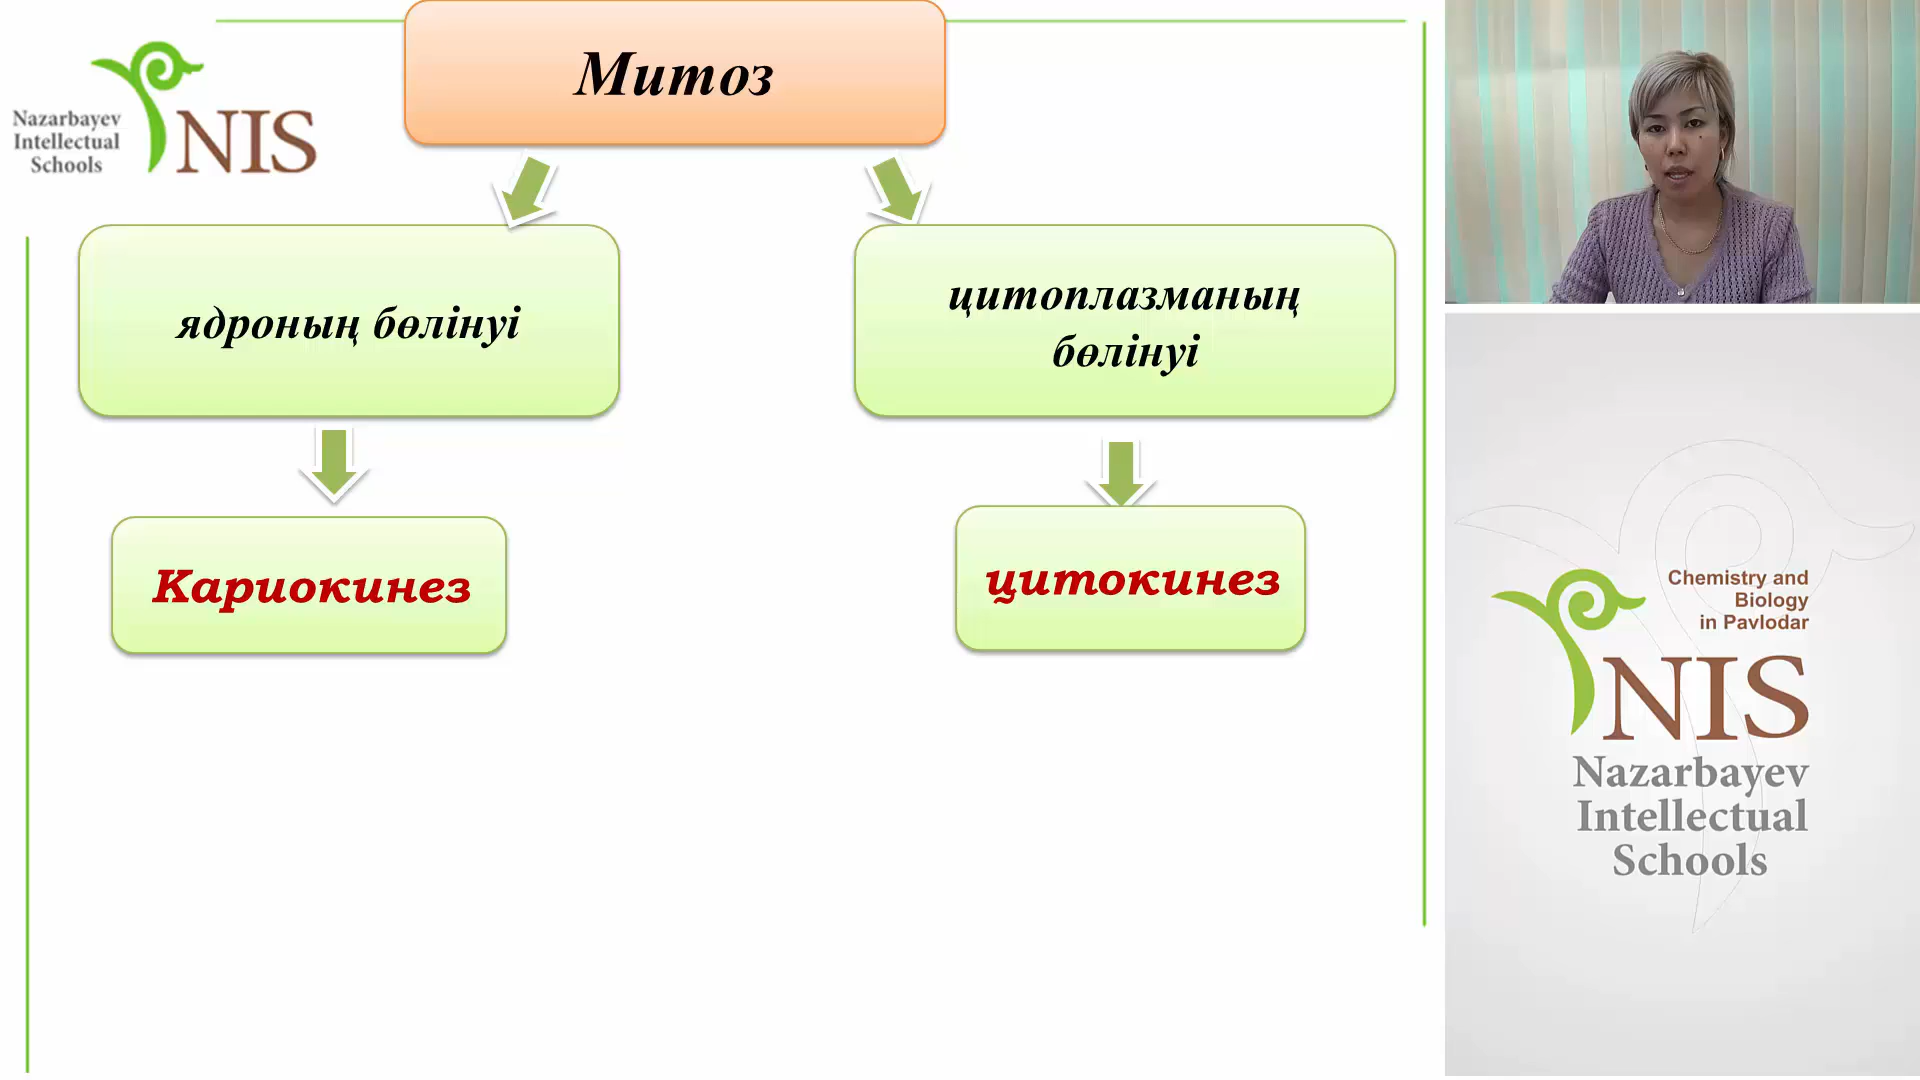 Митоз
Nazarbayev
Intellectual
Schools
NIS
ядроның бөлінуі
цитоплазманың
бөлінуі
Кариокинез
цитокинез
Chemistry and
Biology
in Pavlodar
NIS
Nazarbayev
Intellectual
Schools